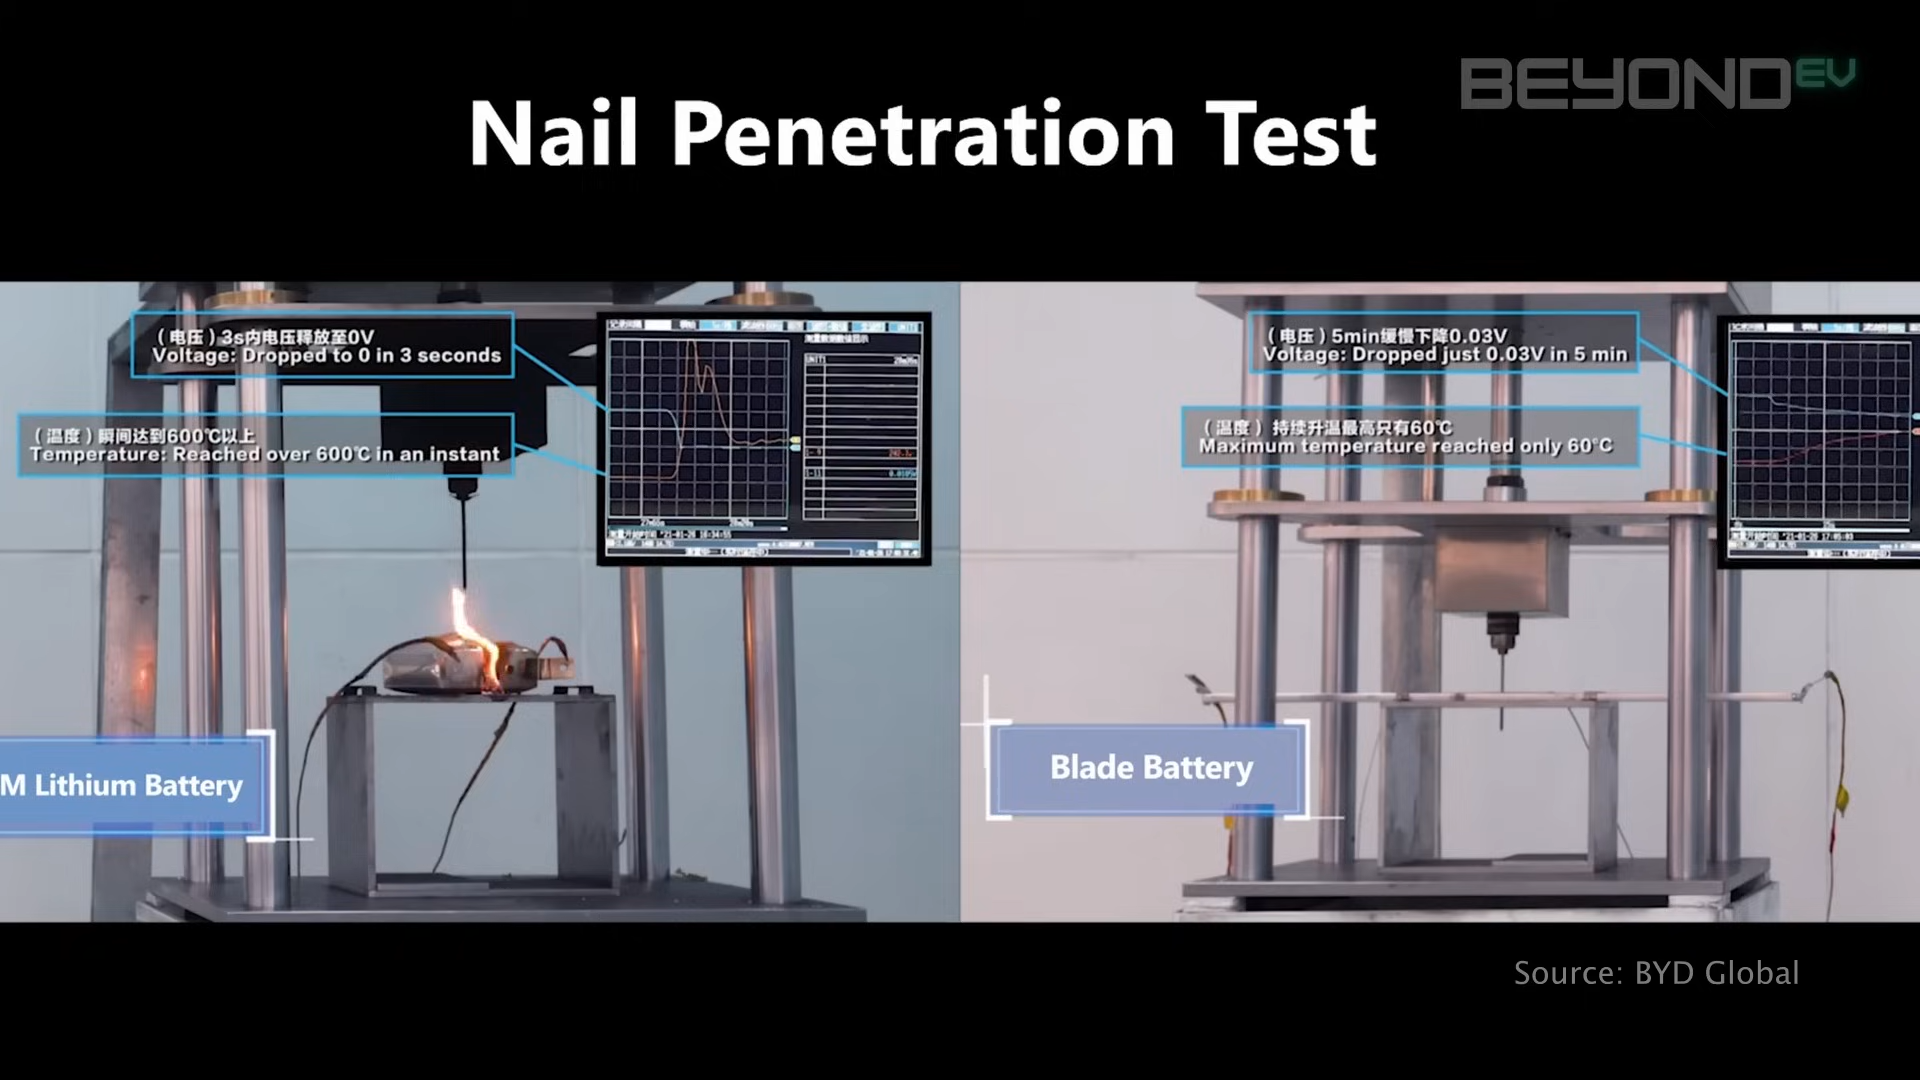 BEYOND EV
Nail Penetration Test
（电压）3s内电压释放至0V
Voltage: Dropped to 0 in 3 seconds
（温度）瞬间达到600℃以上
Temperature: Reached over 600℃ in an instant
M Lithium Battery
（电压）5min缓慢下降0.03V
Voltage: Dropped just 0.03V in 5 min
（温度）持续升温最高只有60℃
Maximum temperature reached only 60℃
Blade Battery
Source: BYD Global